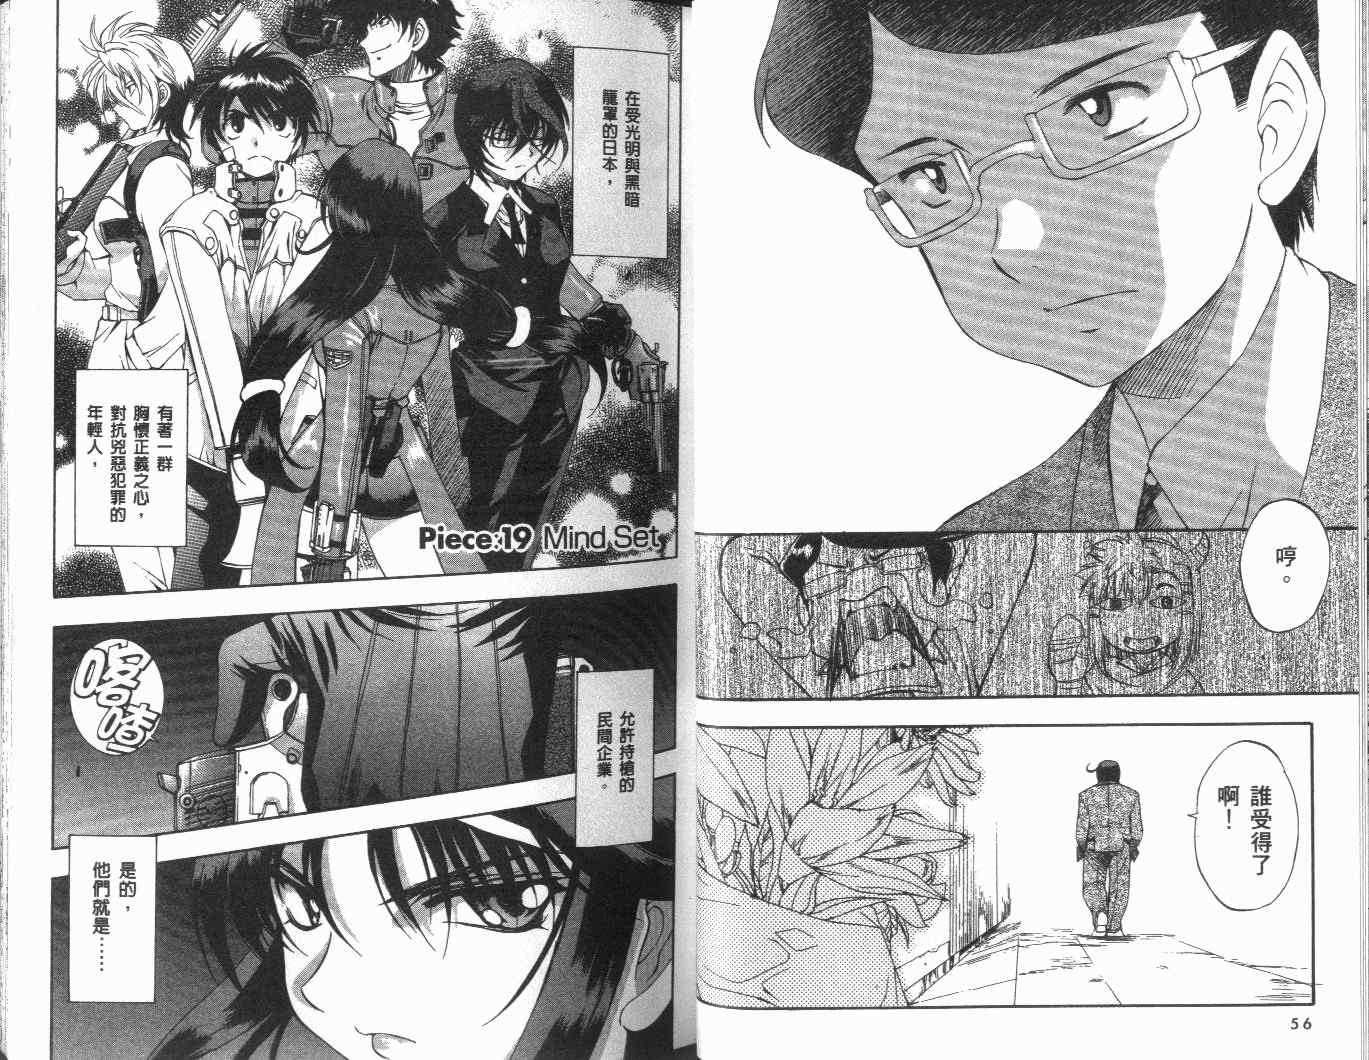 哼。
誰受得了
啊！
56
在受光明與黑暗
籠罩的日本，
有著一群
胸懷正義之心，
對抗兇惡犯罪的
年輕人，
Piece:19 Mind Set
喀喳
允許持槍的
民間企業。
是的，
他們就是……